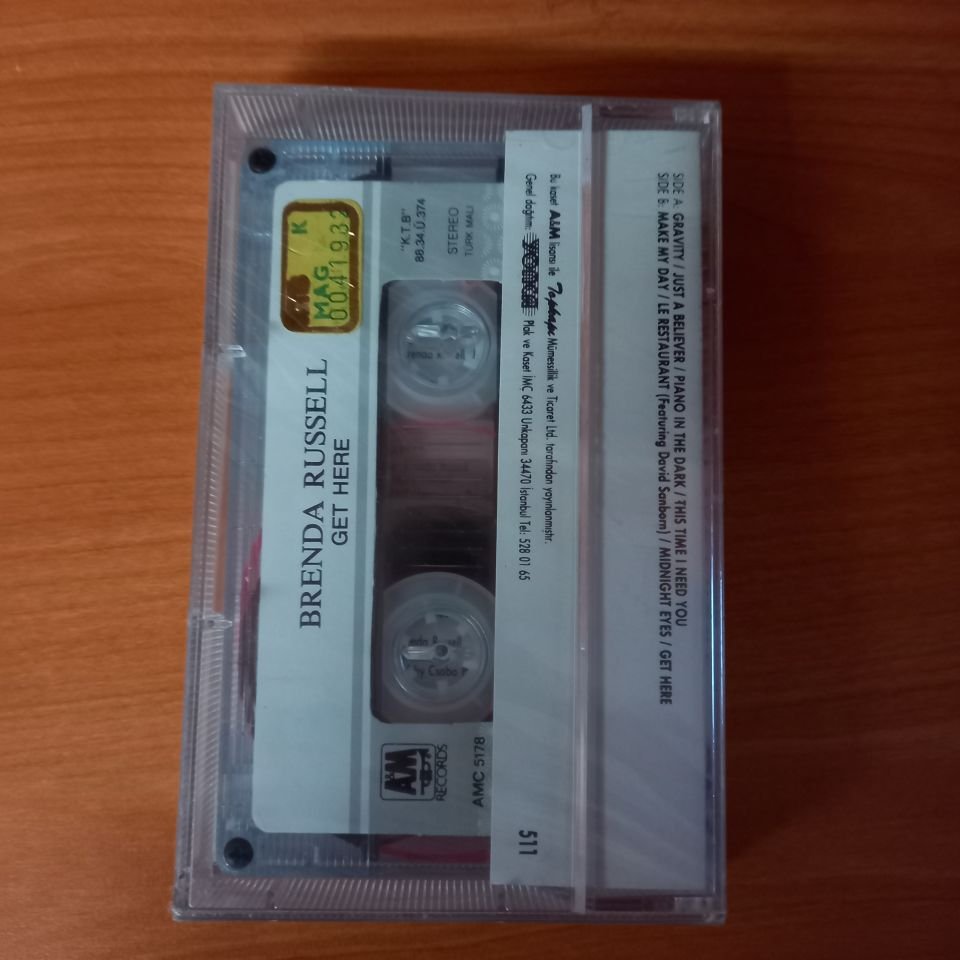 SIDE A: GRAVITY / JUST A BELIEVER / PIANO IN THE DARK / THIS TIME I NEED YOU
SIDE B: MAKE MY DAY / LE RESTAURANT (Featuring David Sanborn) / MIDNIGHT EYES / GET HERE
Bu kaset A&M lisansı ile Topkapı Mümessillik ve Ticaret Ltd. tarafından yayınlanmıştır.
Genel dağıtım: Plak ve Kaset İMC 6433 Unkapanı 34470 İstanbul Tel: 528 01 65
511
K
MAG
0041932
BRENDA RUSSELL
GET HERE
"K.T.B"
88.34.Ü.374
STEREO
TÜRK MALI
A&M
RECORDS
AMC 5178